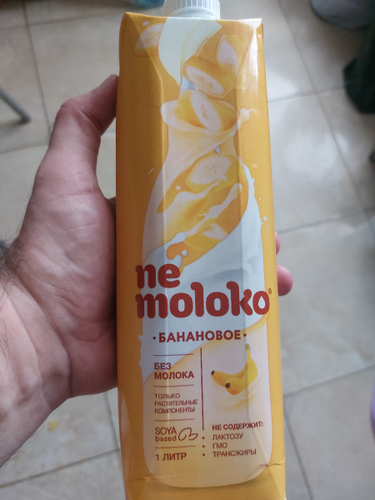 ne
moloko®
• БАНАНОВОЕ •
БЕЗ
МОЛОКА
ТОЛЬКО
РАСТИТЕЛЬНЫЕ
КОМПОНЕНТЫ
SOYA
based
1 ЛИТР
НЕ СОДЕРЖИТ:
• ЛАКТОЗУ
• ГМО
• ТРАНСЖИРЫ